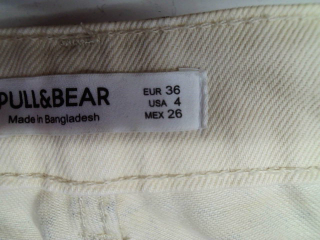 PULL&BEAR
Made in Bangladesh
EUR 36
USA 4
MEX 26